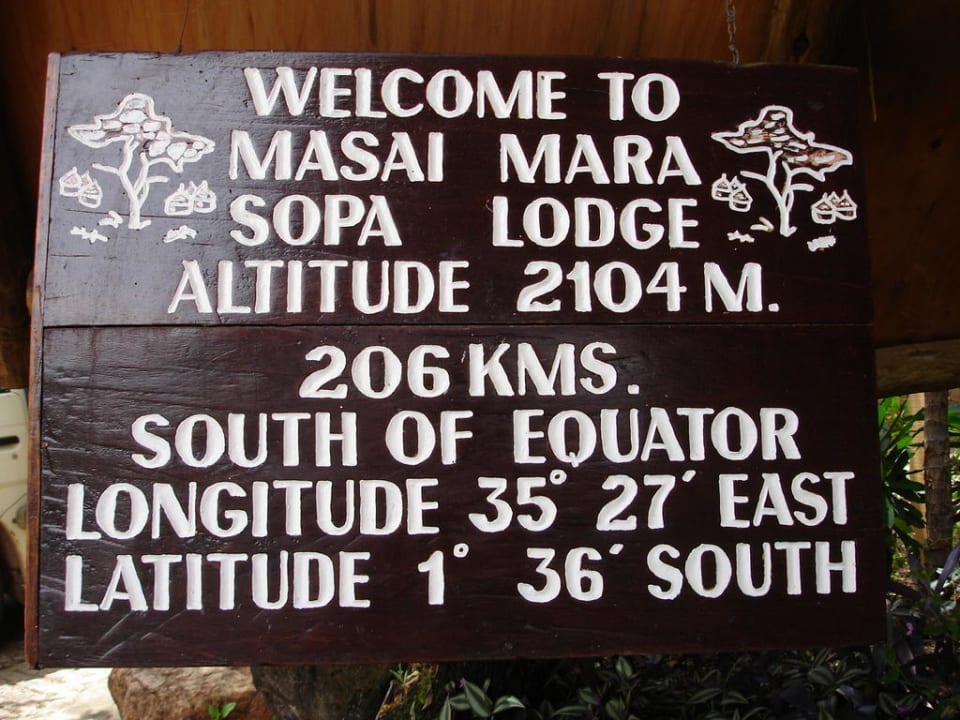 WELCOME TO
MASAI MARA
SOPA LODGE
ALTITUDE 2104 M.
206 KMS.
SOUTH OF EQUATOR
LONGITUDE 35° 27´ EAST
LATITUDE 1° 36´ SOUTH